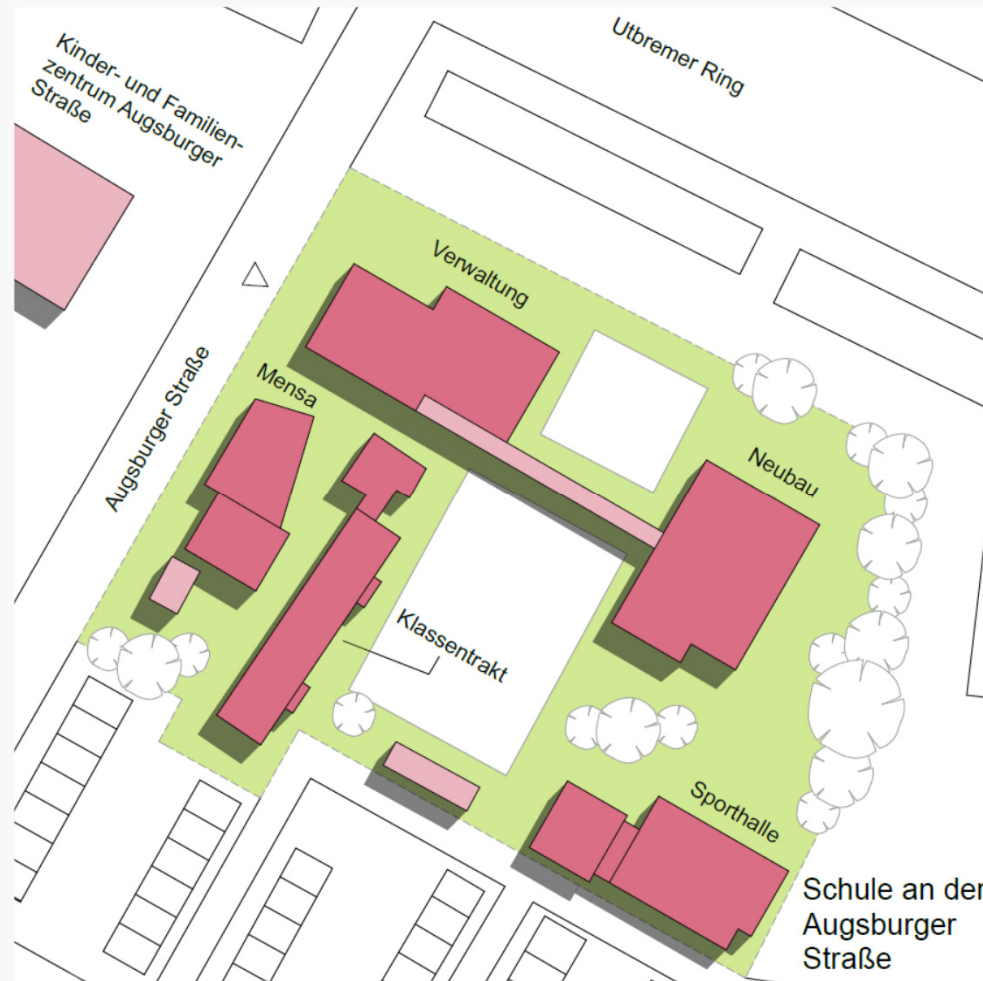 Utbremer Ring
Kinder- und Familien-
zentrum Augsburger
Straße
Verwaltung
Mensa
Augsburger Straße
Neubau
Klassentrakt
Sporthalle
Schule an der
Augsburger
Straße